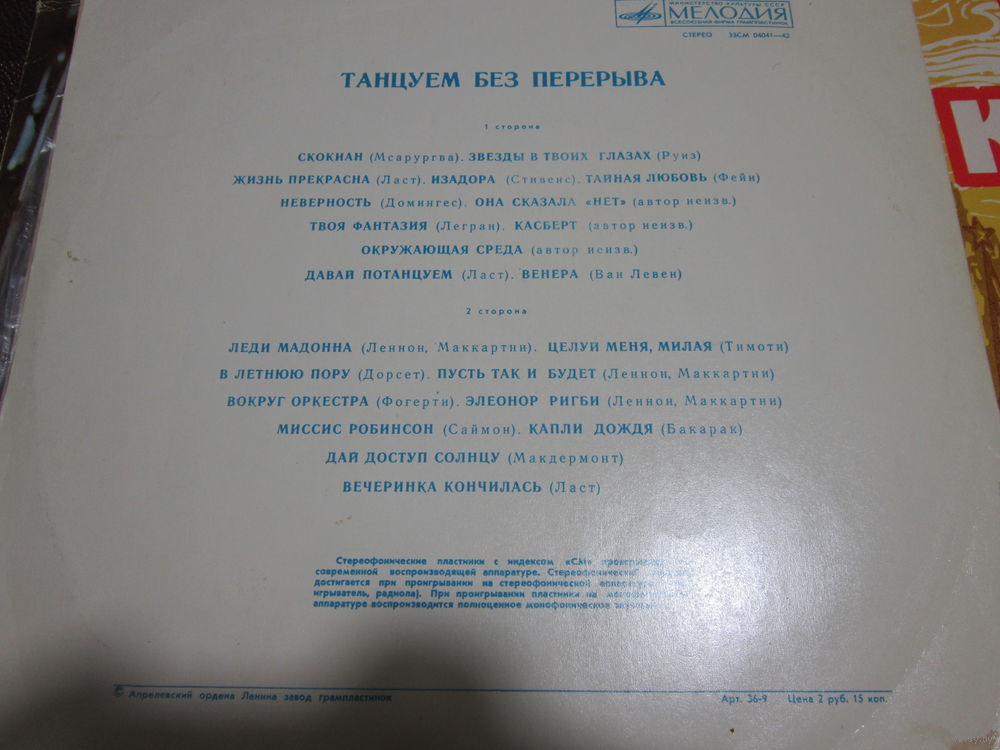 МИНИСТЕРСТВО КУЛЬТУРЫ СССР
МЕЛОДИЯ
ВСЕСОЮЗНАЯ ФИРМА ГРАМПЛАСТИНОК
СТЕРЕО 33СМ 04041—42
ТАНЦУЕМ БЕЗ ПЕРЕРЫВА
1 сторона
СКОКИАН (Мсарургва). ЗВЕЗДЫ В ТВОИХ ГЛАЗАХ (Руиз)
ЖИЗНЬ ПРЕКРАСНА (Ласт). ИЗАДОРА (Стивенс). ТАЙНАЯ ЛЮБОВЬ (Фейн)
НЕВЕРНОСТЬ (Домингес). ОНА СКАЗАЛА «НЕТ» (автор неизв.)
ТВОЯ ФАНТАЗИЯ (Легран). КАСБЕРТ (автор неизв.)
ОКРУЖАЮЩАЯ СРЕДА (автор неизв.)
ДАВАЙ ПОТАНЦУЕМ (Ласт). ВЕНЕРА (Ван Левен)
2 сторона
ЛЕДИ МАДОННА (Леннон, Маккартни). ЦЕЛУЙ МЕНЯ, МИЛАЯ (Тимоти)
В ЛЕТНЮЮ ПОРУ (Дорсет). ПУСТЬ ТАК И БУДЕТ (Леннон, Маккартни)
ВОКРУГ ОРКЕСТРА (Фогерти). ЭЛЕОНОР РИГБИ (Леннон, Маккартни)
МИССИС РОБИНСОН (Саймон). КАПЛИ ДОЖДЯ (Бакарак)
ДАЙ ДОСТУП СОЛНЦУ (Макдермонт)
ВЕЧЕРИНКА КОНЧИЛАСЬ (Ласт)
Стереофонические пластинки с индексом «СМ»
современной воспроизводящей аппаратуре. Стереофонический
достигается при проигрывании на стереофонической
игрыватель, радиола). При проигрывании пластинки на
аппаратуре воспроизводится полноценное монофоническое
© Апрелевский ордена Ленина завод грампластинок
Арт. 36-9 Цена 2 руб. 15 коп.
К